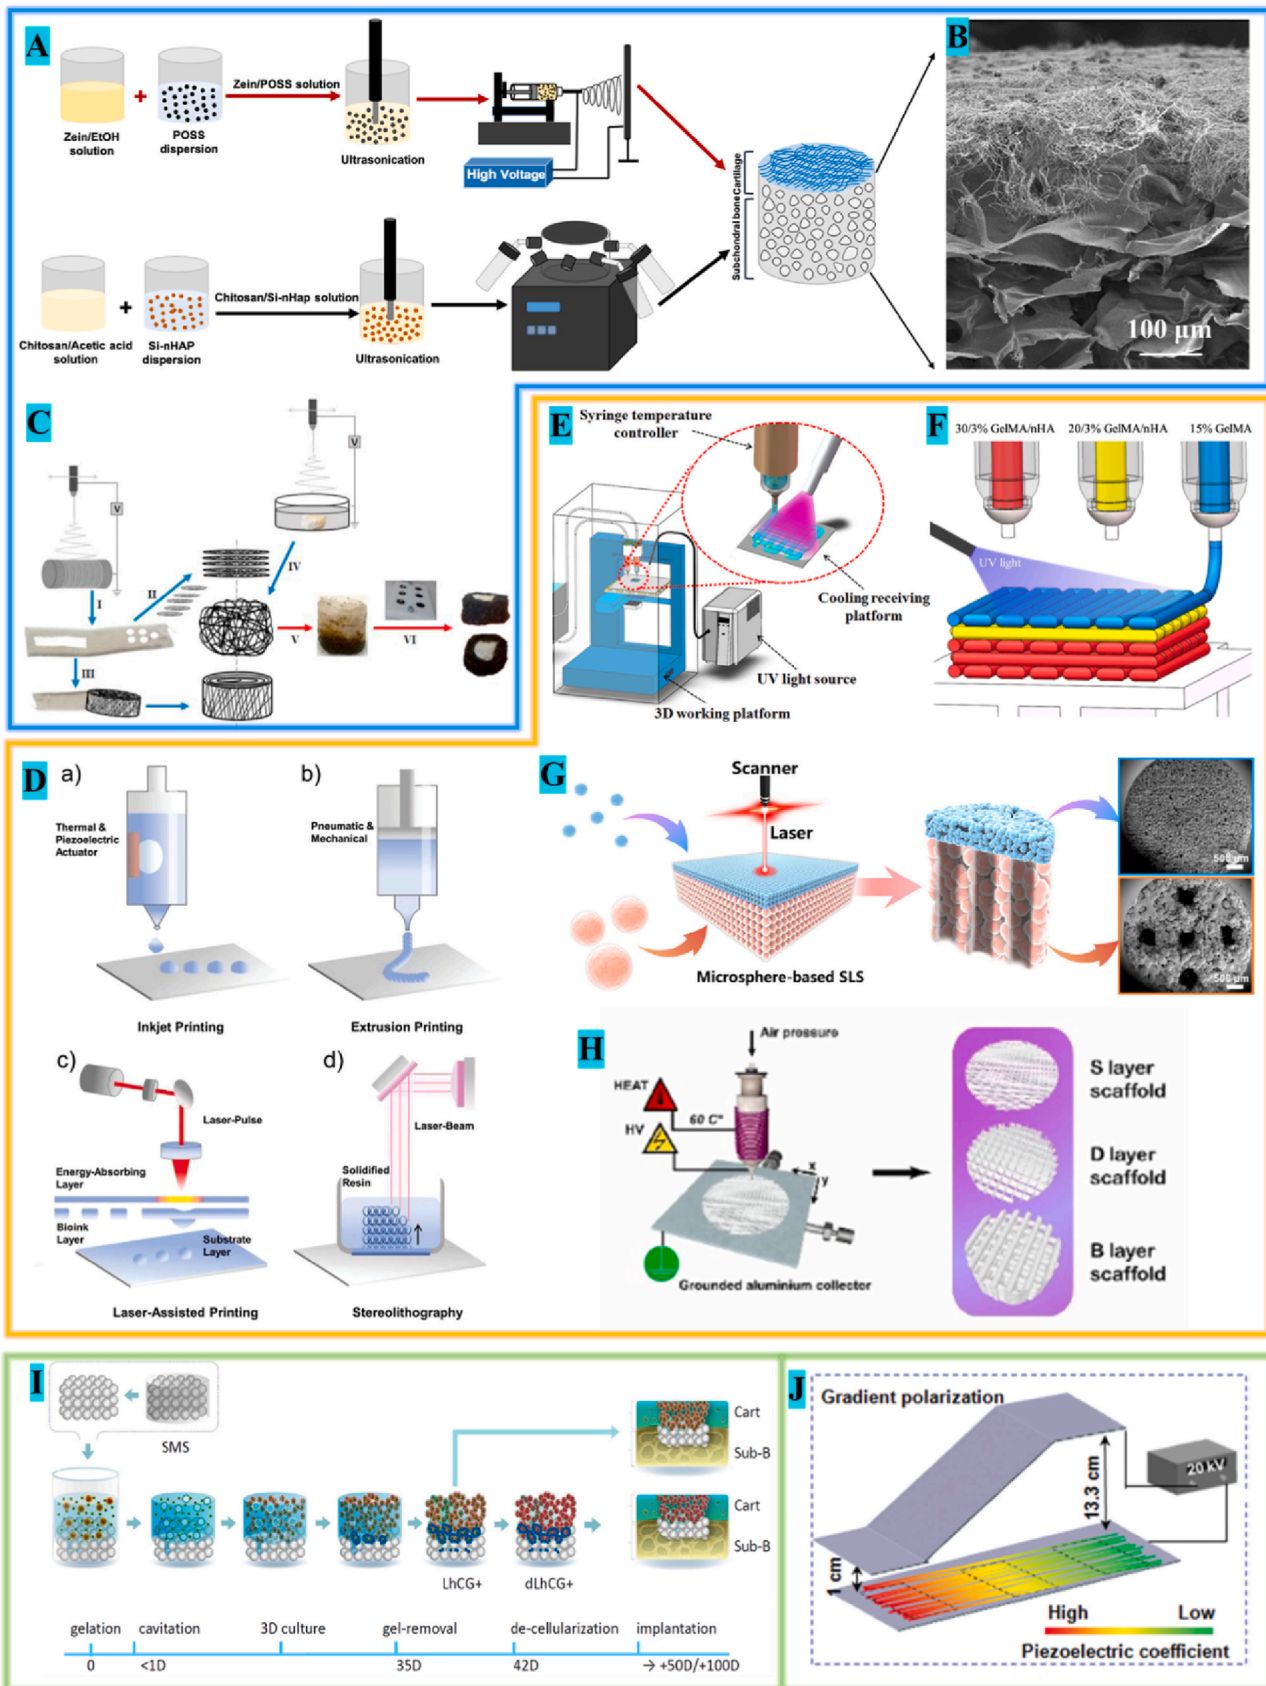 A
Zein/EtOH
solution
+
POSS
dispersion
Zein/POSS solution
Ultrasonication
High Voltage
Chitosan/Acetic acid
solution
+
Si-nHAP
dispersion
Chitosan/Si-nHap solution
Ultrasonication
Cartilage
Subchondral bone
B
100 μm
C
V
V
I
II
III
IV
V
VI
E
Syringe temperature
controller
Cooling receiving
platform
UV light source
3D working platform
F
30/3% GelMA/nHA
20/3% GelMA/nHA
15% GelMA
UV light
D
a)
Thermal &
Piezoelectric
Actuator
Inkjet Printing
b)
Pneumatic &
Mechanical
Extrusion Printing
c)
Laser-Pulse
Energy-Absorbing
Layer
Bioink
Layer
Substrate
Layer
Laser-Assisted Printing
d)
Laser-Beam
Solidified
Resin
Stereolithography
G
Scanner
Laser
Microsphere-based SLS
500 μm
500 μm
H
Air pressure
HEAT
60 C°
HV
x
y
Grounded aluminium collector
S layer
scaffold
D layer
scaffold
B layer
scaffold
I
SMS
Cart
Sub-B
Cart
Sub-B
LhCG+
dLhCG+
gelation
cavitation
3D culture
gel-removal
de-cellularization
implantation
0
<1D
35D
42D
→ +50D/+100D
J
Gradient polarization
20 kV
13.3 cm
1 cm
High
Low
Piezoelectric coefficient